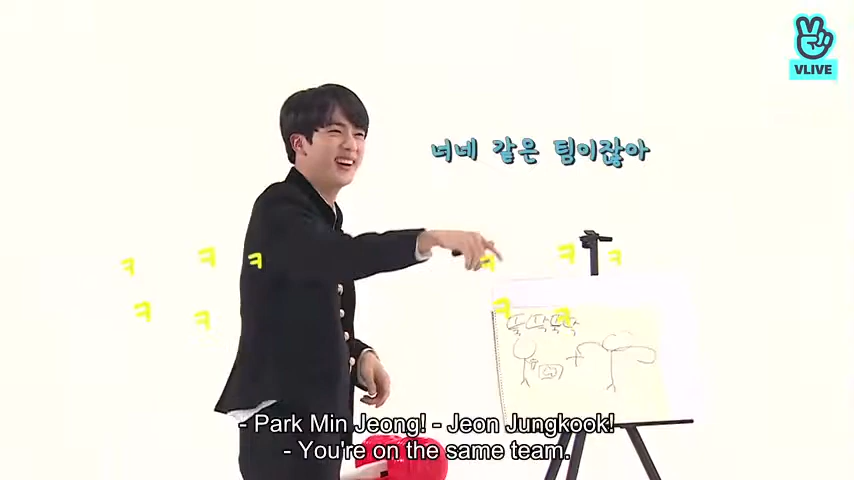 VLIVE
너네 같은 팀이잖아
ㅋ ㅋ ㅋ ㅋ ㅋ ㅋ
ㅋ ㅋ ㅋ ㅋ
- Park Min Jeong! - Jeon Jungkook!
- You're on the same team.